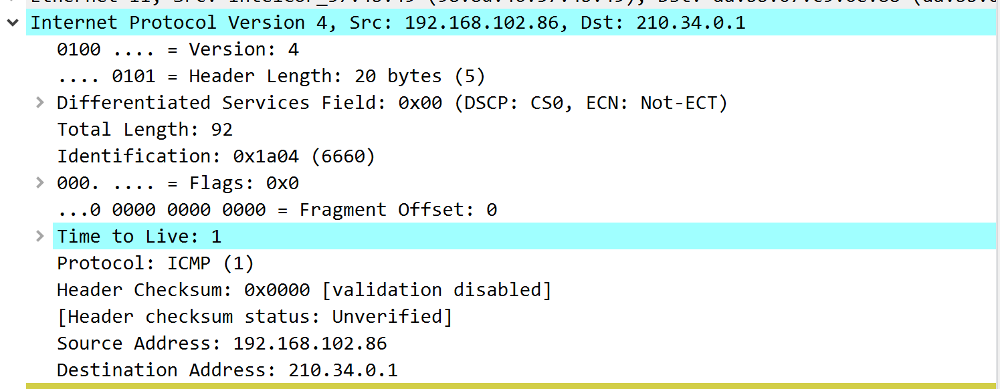 Internet Protocol Version 4, Src: 192.168.102.86, Dst: 210.34.0.1
0100 .... = Version: 4
.... 0101 = Header Length: 20 bytes (5)
Differentiated Services Field: 0x00 (DSCP: CS0, ECN: Not-ECT)
Total Length: 92
Identification: 0x1a04 (6660)
000. .... = Flags: 0x0
...0 0000 0000 0000 = Fragment Offset: 0
Time to Live: 1
Protocol: ICMP (1)
Header Checksum: 0x0000 [validation disabled]
[Header checksum status: Unverified]
Source Address: 192.168.102.86
Destination Address: 210.34.0.1